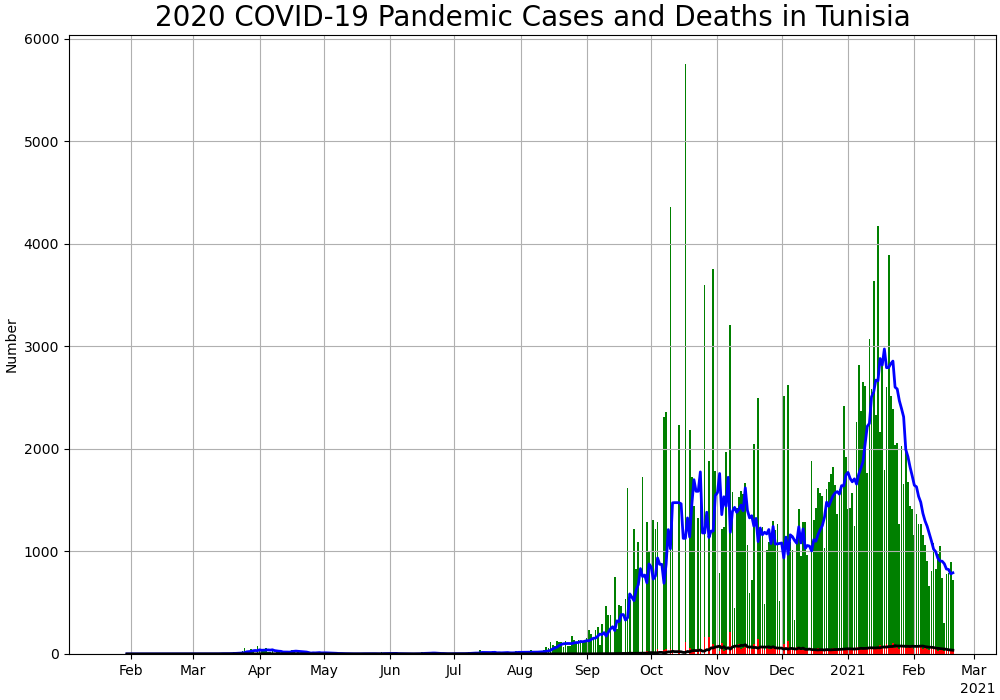 2020 COVID-19 Pandemic Cases and Deaths in Tunisia
6000
5000
4000
3000
2000
1000
0
Number
Feb Mar Apr May Jun Jul Aug Sep Oct Nov Dec 2021 Feb Mar
2021